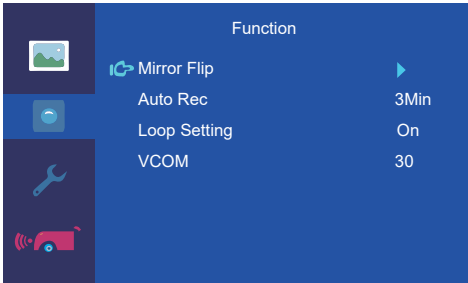 Function
Mirror Flip
Auto Rec 3Min
Loop Setting On
VCOM 30